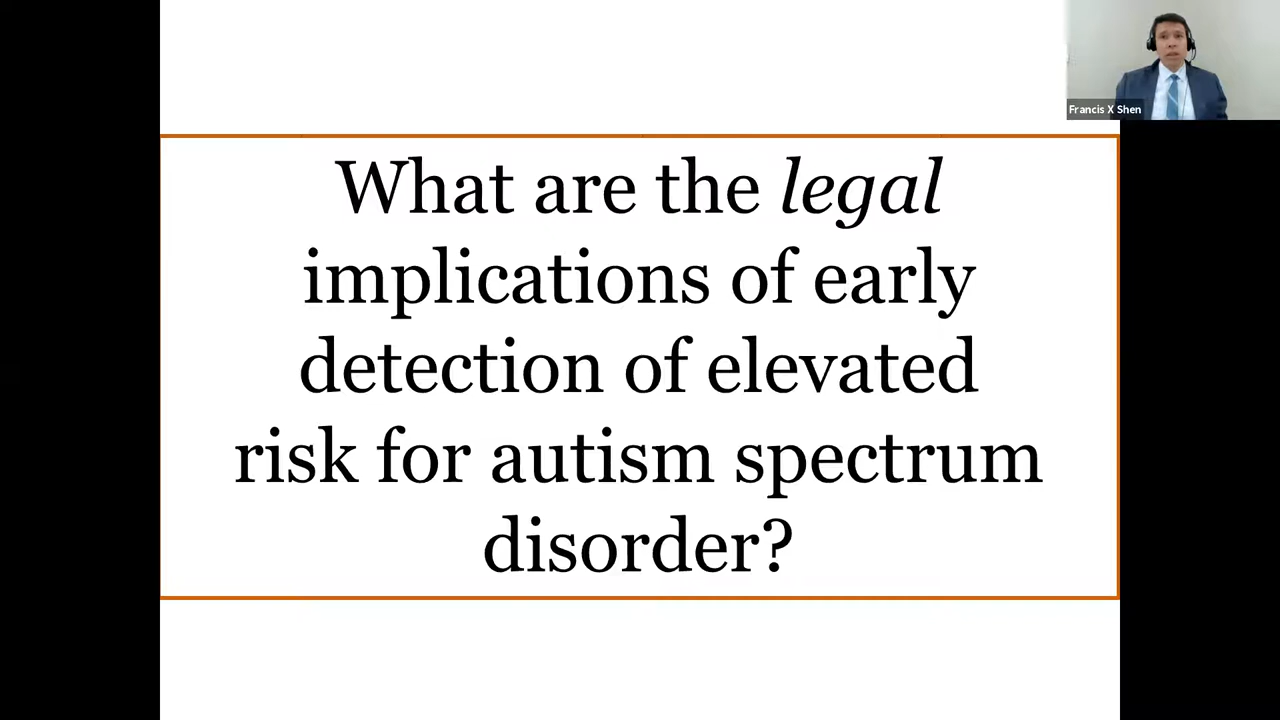 Francis X Shen
What are the legal
implications of early
detection of elevated
risk for autism spectrum
disorder?